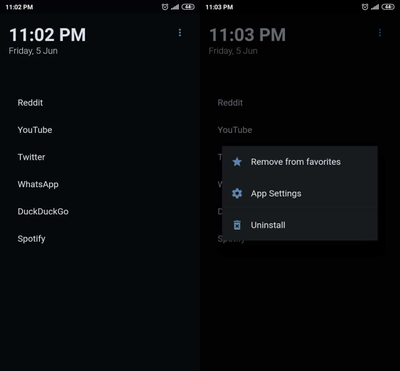 11:02 PM
44
11:02 PM
Friday, 5 Jun
Reddit
YouTube
Twitter
WhatsApp
DuckDuckGo
Spotify
11:03 PM
44
11:03 PM
Friday, 5 Jun
Reddit
YouTube
T
W
D
Spotify
Remove from favorites
App Settings
Uninstall